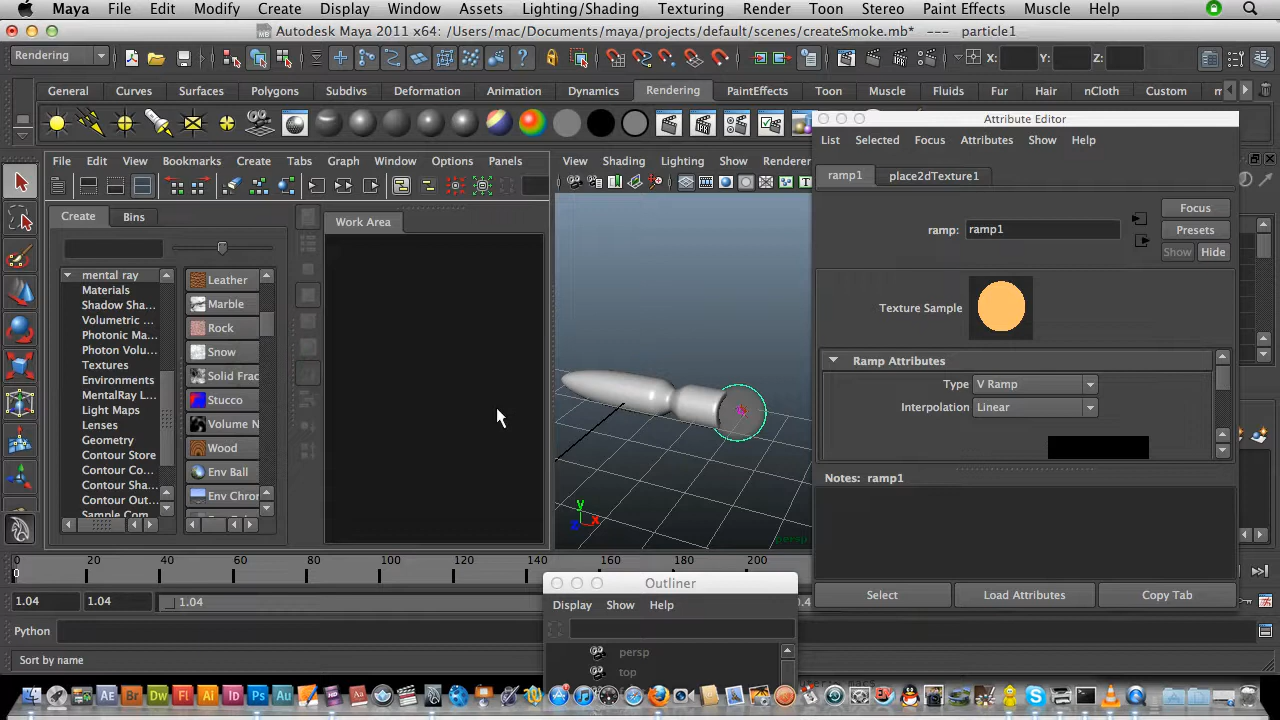 Maya File Edit Modify Create Display Window Assets Lighting/Shading Texturing Render Toon Stereo Paint Effects Muscle Help
Autodesk Maya 2011 x64: /Users/mac/Documents/maya/projects/default/scenes/createSmoke.mb* --- particle1
Rendering X: Y: Z:
General Curves Surfaces Polygons Subdivs Deformation Animation Dynamics Rendering PaintEffects Toon Muscle Fluids Fur Hair nCloth Custom
Attribute Editor
List Selected Focus Attributes Show Help
File Edit View Bookmarks Create Tabs Graph Window Options Panels
View Shading Lighting Show Renderer
ramp1 place2dTexture1
Create Bins
Work Area
ramp: ramp1
Focus
Presets
Show Hide
mental ray
Materials
Shadow Sha...
Volumetric ...
Photonic Ma...
Photon Volu...
Textures
Environments
MentalRay L...
Light Maps
Lenses
Geometry
Contour Store
Contour Co...
Contour Sha...
Contour Out...
Sample Com...
Leather
Marble
Rock
Snow
Solid Frac
Stucco
Volume N
Wood
Env Ball
Env Chron
Texture Sample
Ramp Attributes
Type V Ramp
Interpolation Linear
Notes: ramp1
y
x
persp
Select Load Attributes Copy Tab
0 20 40 60 80 100 120 140 160 180 200
0
1.04 1.04 1.04
Outliner
Display Show Help
persp
top
Python
Sort by name